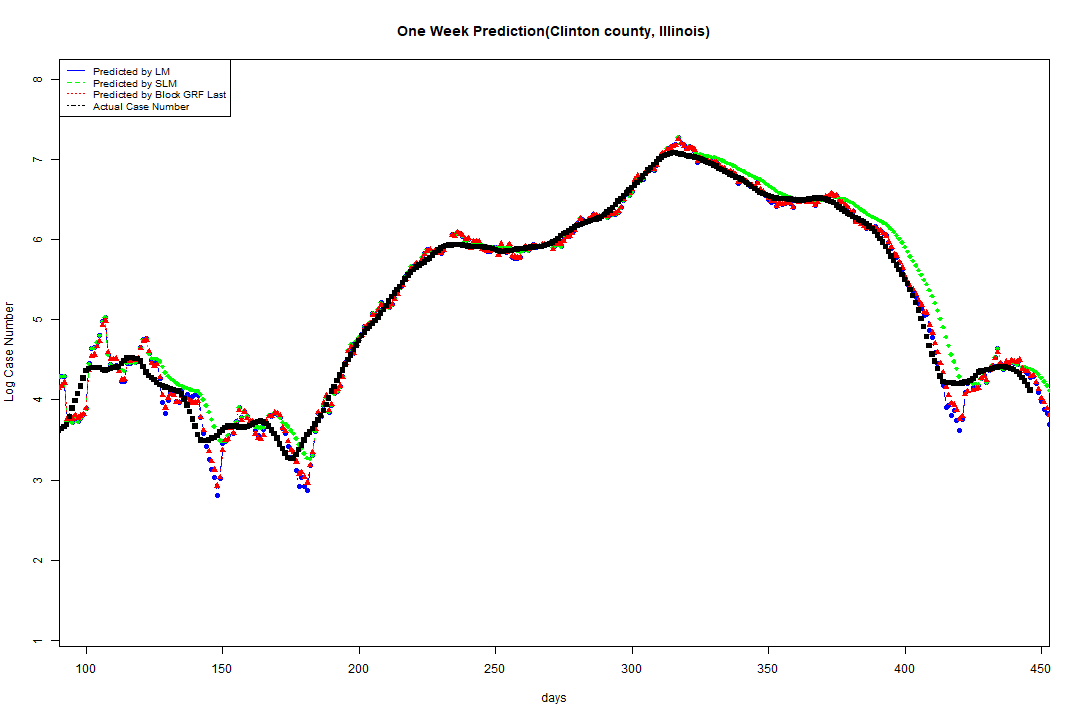 One Week Prediction(Clinton county, Illinois)
Predicted by LM
Predicted by SLM
Predicted by Block GRF Last
Actual Case Number
8
7
6
5
4
3
2
1
Log Case Number
100 150 200 250 300 350 400 450
days